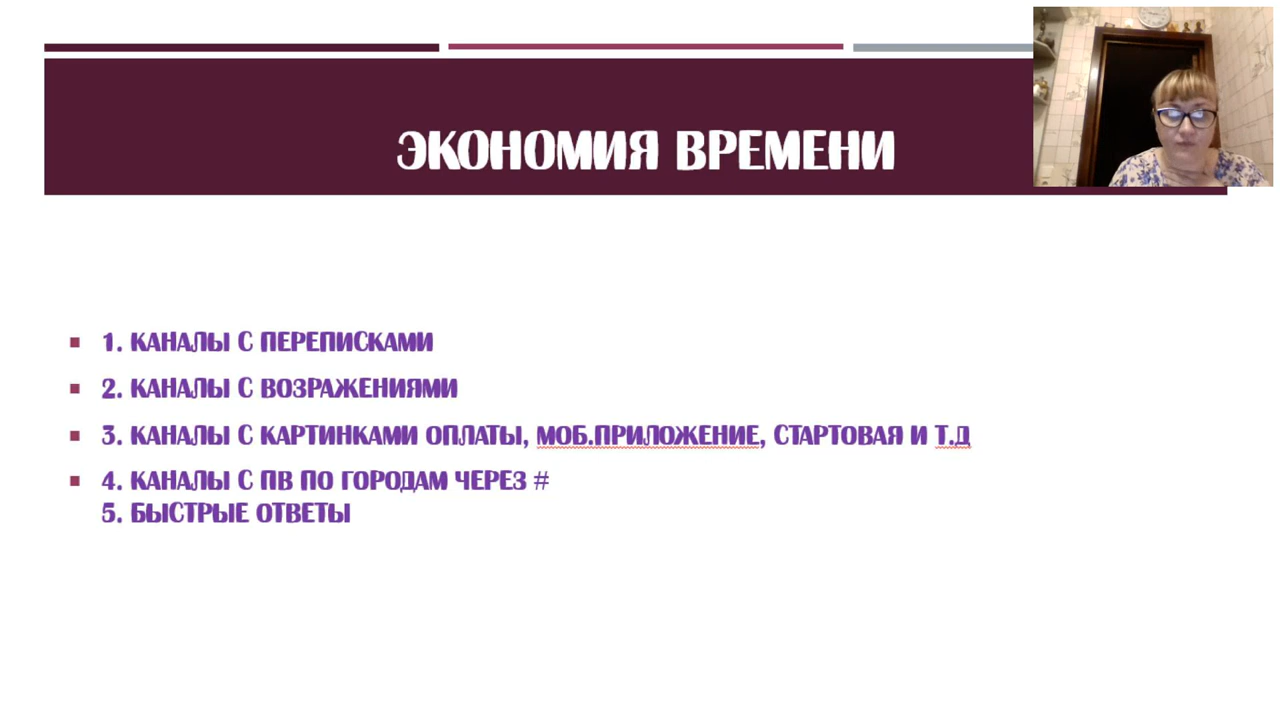 ЭКОНОМИЯ ВРЕМЕНИ
1. КАНАЛЫ С ПЕРЕПИСКАМИ
2. КАНАЛЫ С ВОЗРАЖЕНИЯМИ
3. КАНАЛЫ С КАРТИНКАМИ ОПЛАТЫ, МОБ.ПРИЛОЖЕНИЕ, СТАРТОВАЯ И Т.Д
4. КАНАЛЫ С ПВ ПО ГОРОДАМ ЧЕРЕЗ #
5. БЫСТРЫЕ ОТВЕТЫ